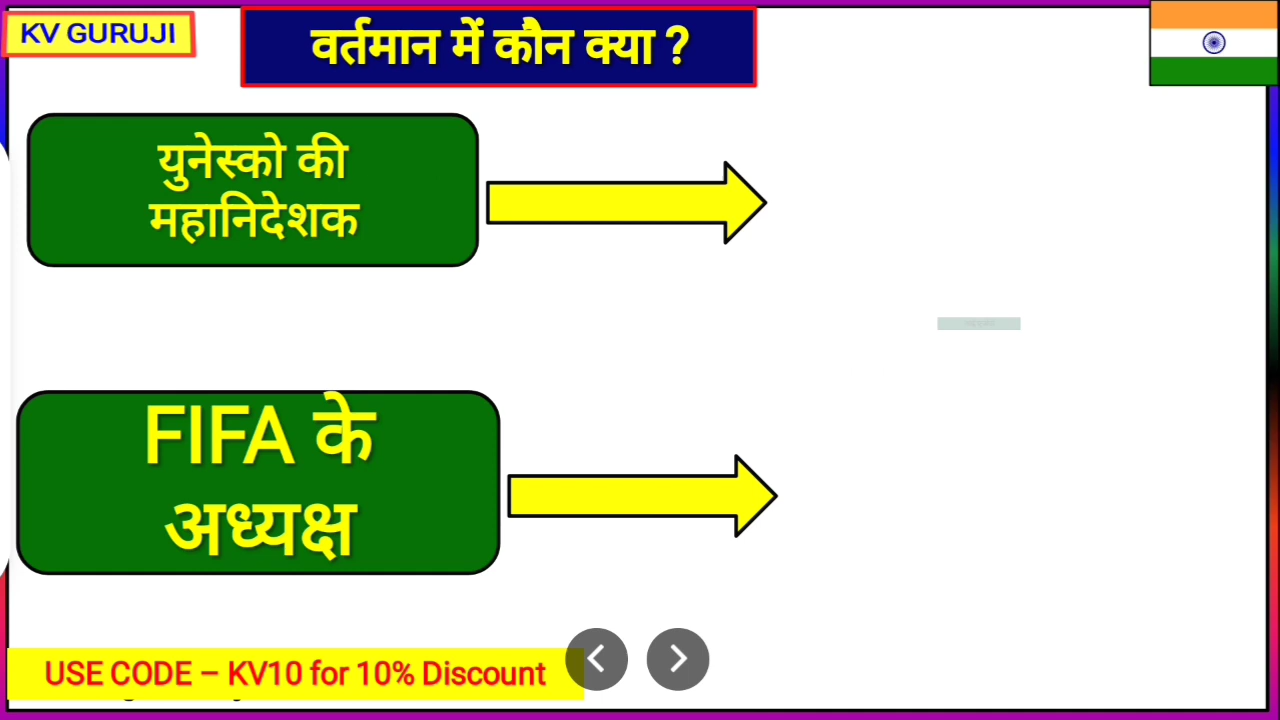 KV GURUJI
वर्तमान में कौन क्या ?
युनेस्को की
महानिदेशक
FIFA के
अध्यक्ष
USE CODE – KV10 for 10% Discount